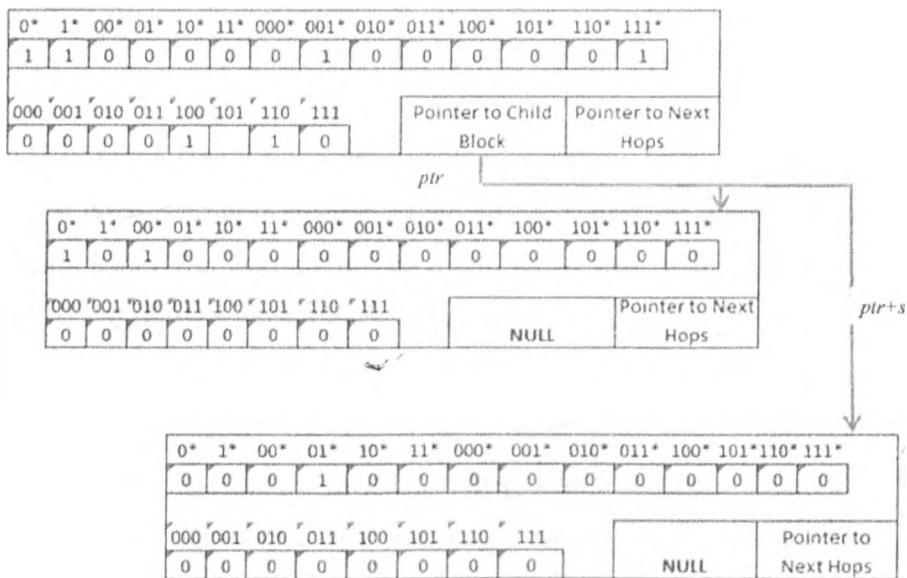 0* 1* 00* 01* 10* 11* 000* 001* 010* 011* 100* 101* 110* 111*
1 1 0 0 0 0 0 1 0 0 0 0 0 1
000 001 010 011 100 101 110 111
0 0 0 0 1 1 0
Pointer to Child Block
Pointer to Next Hops
ptr
0* 1* 00* 01* 10* 11* 000* 001* 010* 011* 100* 101* 110* 111*
1 0 1 0 0 0 0 0 0 0 0 0 0 0
000 001 010 011 100 101 110 111
0 0 0 0 0 0 0 0
NULL
Pointer to Next Hops
ptr+s
0* 1* 00* 01* 10* 11* 000* 001* 010* 011* 100* 101* 110* 111*
0 0 0 1 0 0 0 0 0 0 0 0 0 0
000 001 010 011 100 101 110 111
0 0 0 0 0 0 0 0
NULL
Pointer to Next Hops